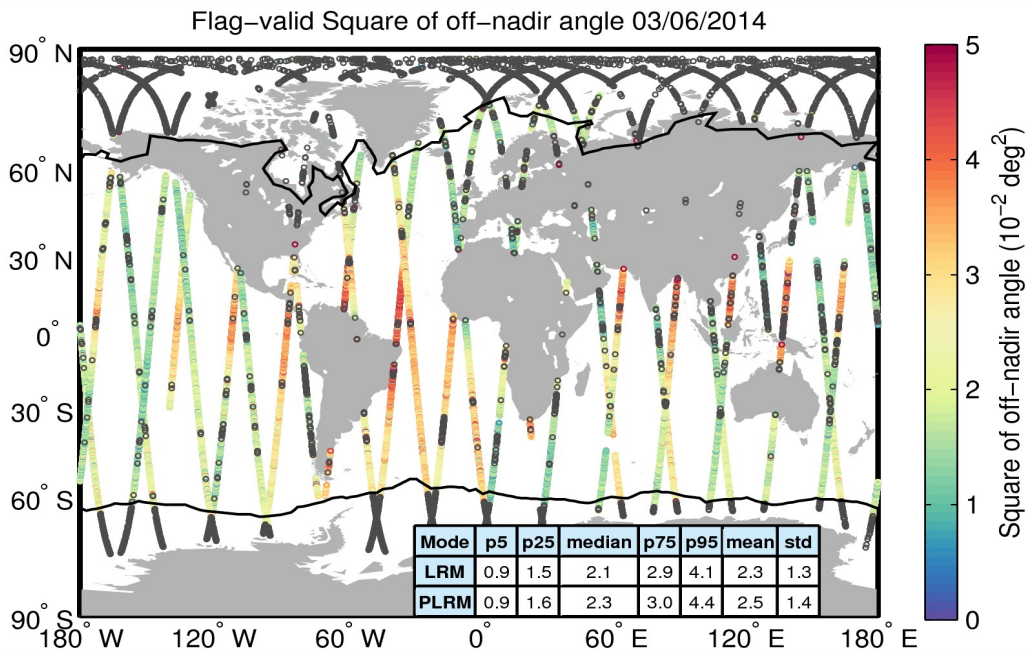 Flag−valid Square of off−nadir angle 03/06/2014
90° N
60° N
30° N
0°
30° S
60° S
90° S
180° W
120° W
60° W
0°
60° E
120° E
180° E
Mode p5 p25 median p75 p95 mean std
LRM 0.9 1.5 2.1 2.9 4.1 2.3 1.3
PLRM 0.9 1.6 2.3 3.0 4.4 2.5 1.4
5
4
3
2
1
0
Square of off−nadir angle (10⁻² deg²)